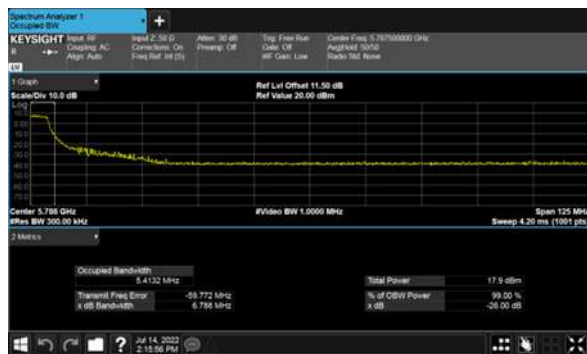 Spectrum Analyzer 1
Occupied BW
+
KEYSIGHT
Input: RF
Coupling: AC
Align: Auto
Input Z: 50 Ω
Corrections: On
Freq Ref: Int (S)
Atten: 30 dB
Preamp: Off
Trig: Free Run
Gate: Off
#IF Gain: Low
Center Freq: 5.787500000 GHz
Avg|Hold: 50/50
Radio Std: None
1 Graph
Scale/Div 10.0 dB
Ref Lvl Offset 11.50 dB
Ref Value 20.00 dBm
Log
Center 5.788 GHz
#Res BW 300.00 kHz
#Video BW 1.0000 MHz
Span 125 MHz
Sweep 4.20 ms (1001 pts)
2 Metrics
Occupied Bandwidth
5.4132 MHz
Transmit Freq Error
-59.772 MHz
x dB Bandwidth
6.788 MHz
Total Power
17.9 dBm
% of OBW Power
99.00 %
x dB
-26.00 dB
?
Jul 14, 2022
2:15:56 PM